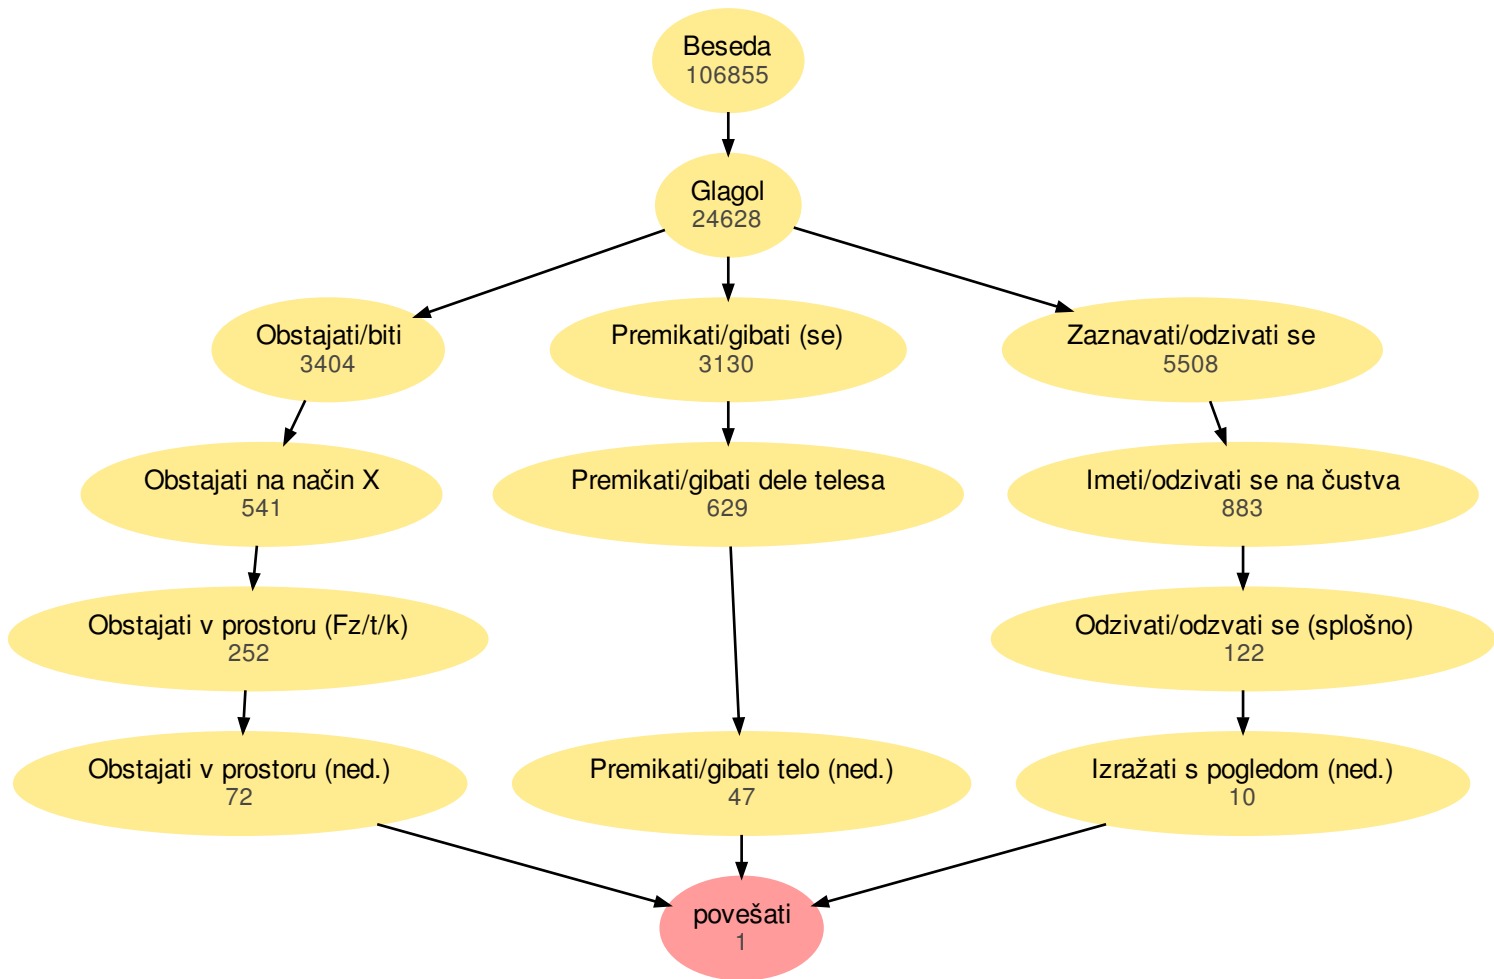 Beseda
106855
Glagol
24628
Obstajati/biti
3404
Premikati/gibati (se)
3130
Zaznavati/odzivati se
5508
Obstajati na način X
541
Premikati/gibati dele telesa
629
Imeti/odzivati se na čustva
883
Obstajati v prostoru (Fz/t/k)
252
Odzivati/odzvati se (splošno)
122
Obstajati v prostoru (ned.)
72
Premikati/gibati telo (ned.)
47
Izražati s pogledom (ned.)
10
povešati
1